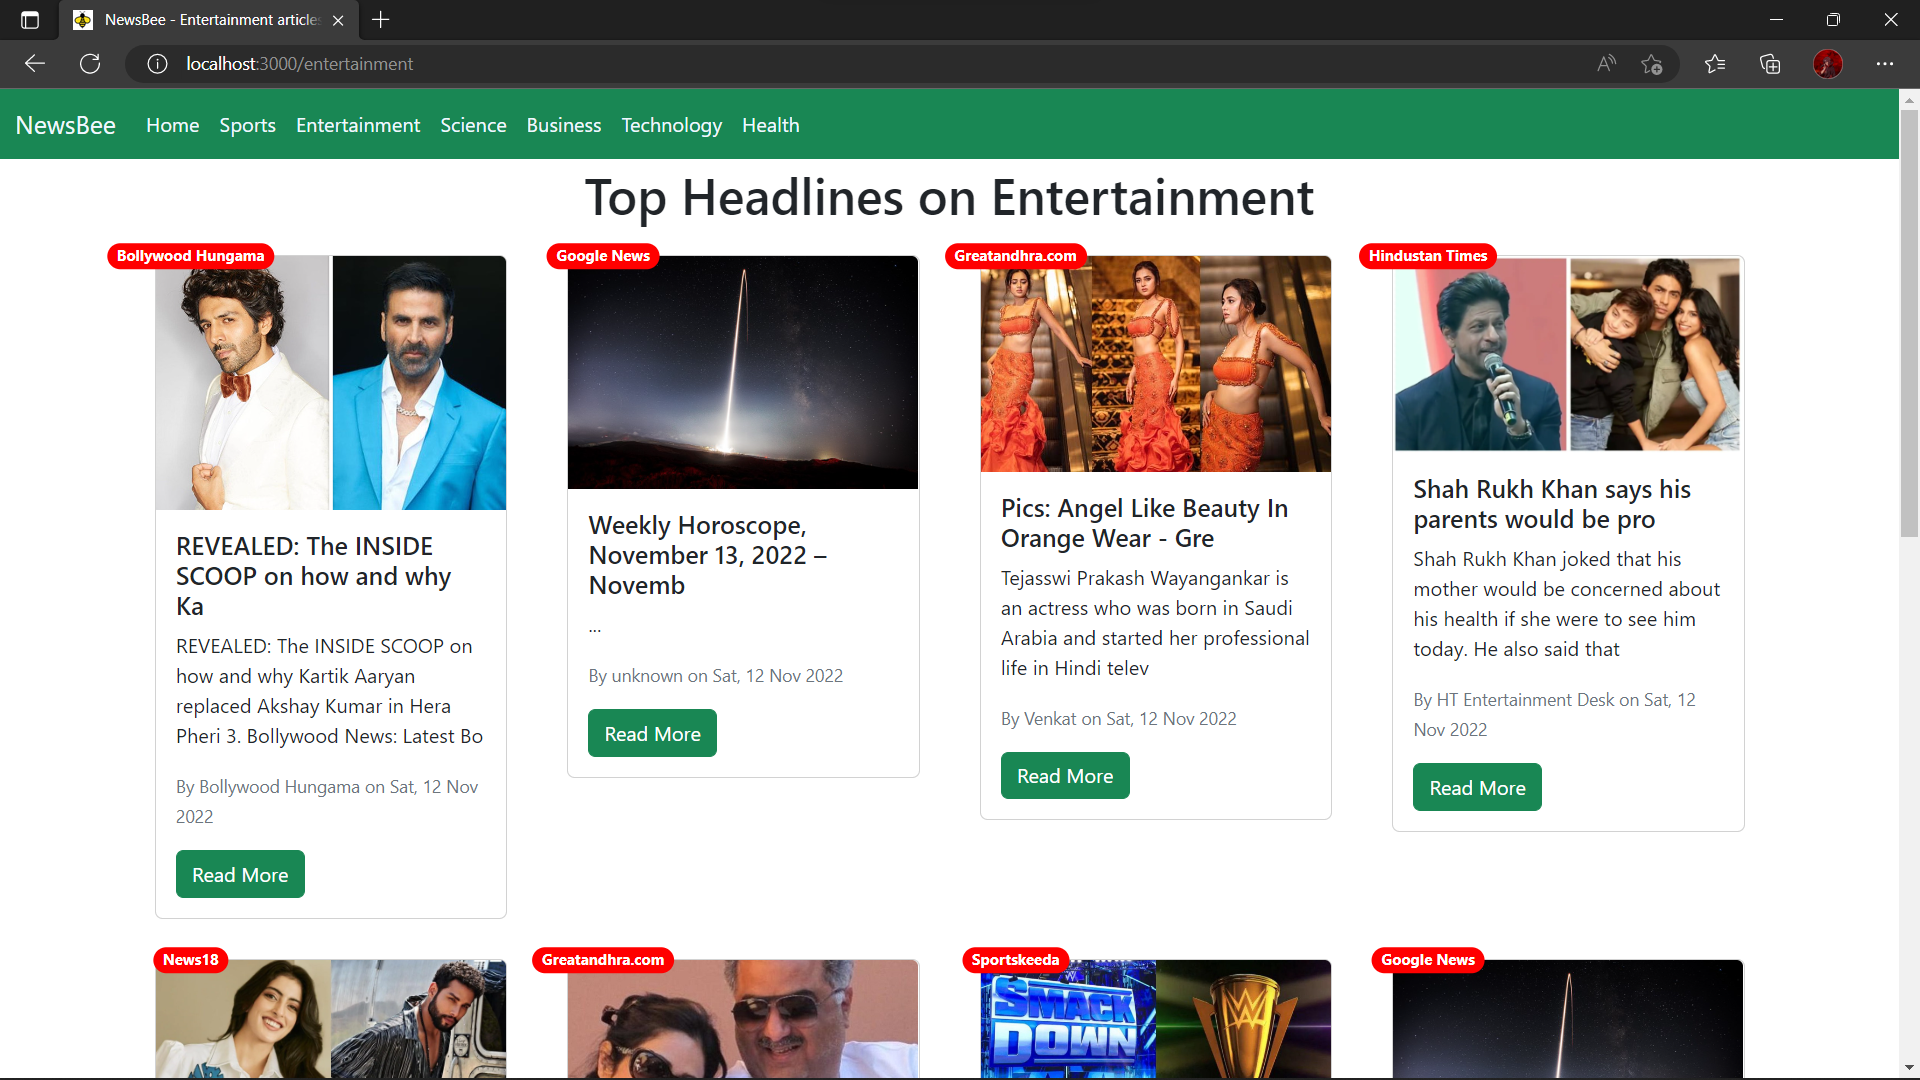 NewsBee - Entertainment article
localhost:3000/entertainment
NewsBee Home Sports Entertainment Science Business Technology Health
Top Headlines on Entertainment
Bollywood Hungama
REVEALED: The INSIDE
SCOOP on how and why
Ka
REVEALED: The INSIDE SCOOP on
how and why Kartik Aaryan
replaced Akshay Kumar in Hera
Pheri 3. Bollywood News: Latest Bo
By Bollywood Hungama on Sat, 12 Nov
2022
Read More
Google News
Weekly Horoscope,
November 13, 2022 –
Novemb
...
By unknown on Sat, 12 Nov 2022
Read More
Greatandhra.com
Pics: Angel Like Beauty In
Orange Wear - Gre
Tejasswi Prakash Wayangankar is
an actress who was born in Saudi
Arabia and started her professional
life in Hindi telev
By Venkat on Sat, 12 Nov 2022
Read More
Hindustan Times
Shah Rukh Khan says his
parents would be pro
Shah Rukh Khan joked that his
mother would be concerned about
his health if she were to see him
today. He also said that
By HT Entertainment Desk on Sat, 12
Nov 2022
Read More
News18
Greatandhra.com
Sportskeeda
SMACK
DOWN
Google News